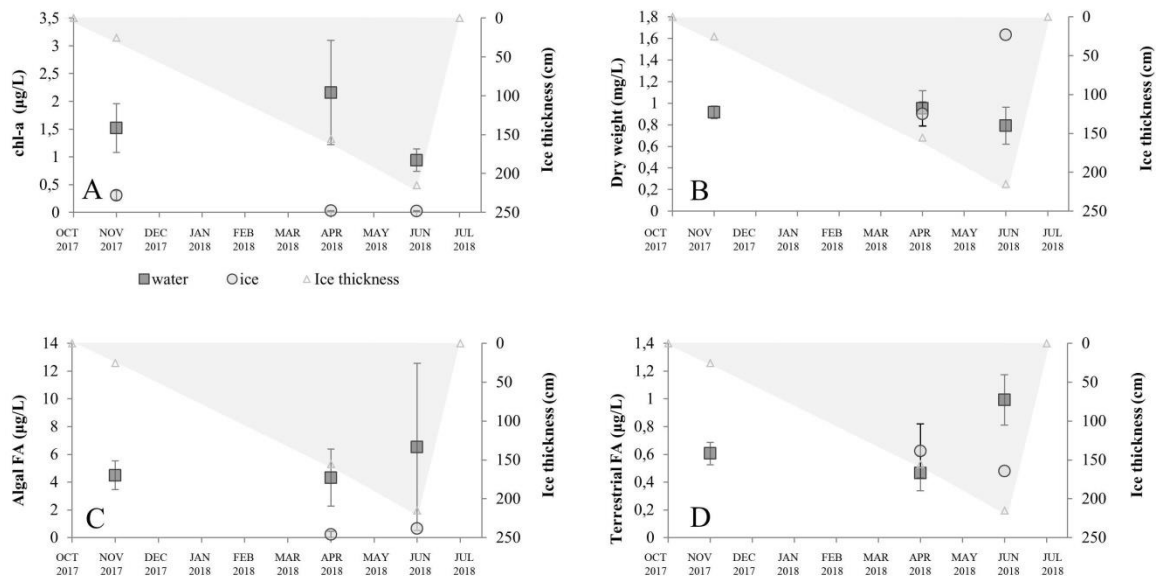 3,5
3
2,5
2
1,5
1
0,5
0
chl-a (µg/L)
A
0
50
100
150
200
250
Ice thickness (cm)
OCT NOV DEC JAN FEB MAR APR MAY JUN JUL
2017 2017 2017 2018 2018 2018 2018 2018 2018 2018
1,8
1,6
1,4
1,2
1
0,8
0,6
0,4
0,2
0
Dry weight (mg/L)
B
0
50
100
150
200
250
Ice thickness (cm)
OCT NOV DEC JAN FEB MAR APR MAY JUN JUL
2017 2017 2017 2018 2018 2018 2018 2018 2018 2018
water ice Ice thickness
14
12
10
8
6
4
2
0
Algal FA (µg/L)
C
0
50
100
150
200
250
Ice thickness (cm)
OCT NOV DEC JAN FEB MAR APR MAY JUN JUL
2017 2017 2017 2018 2018 2018 2018 2018 2018 2018
1,4
1,2
1
0,8
0,6
0,4
0,2
0
Terrestrial FA (µg/L)
D
0
50
100
150
200
250
Ice thickness (cm)
OCT NOV DEC JAN FEB MAR APR MAY JUN JUL
2017 2017 2017 2018 2018 2018 2018 2018 2018 2018